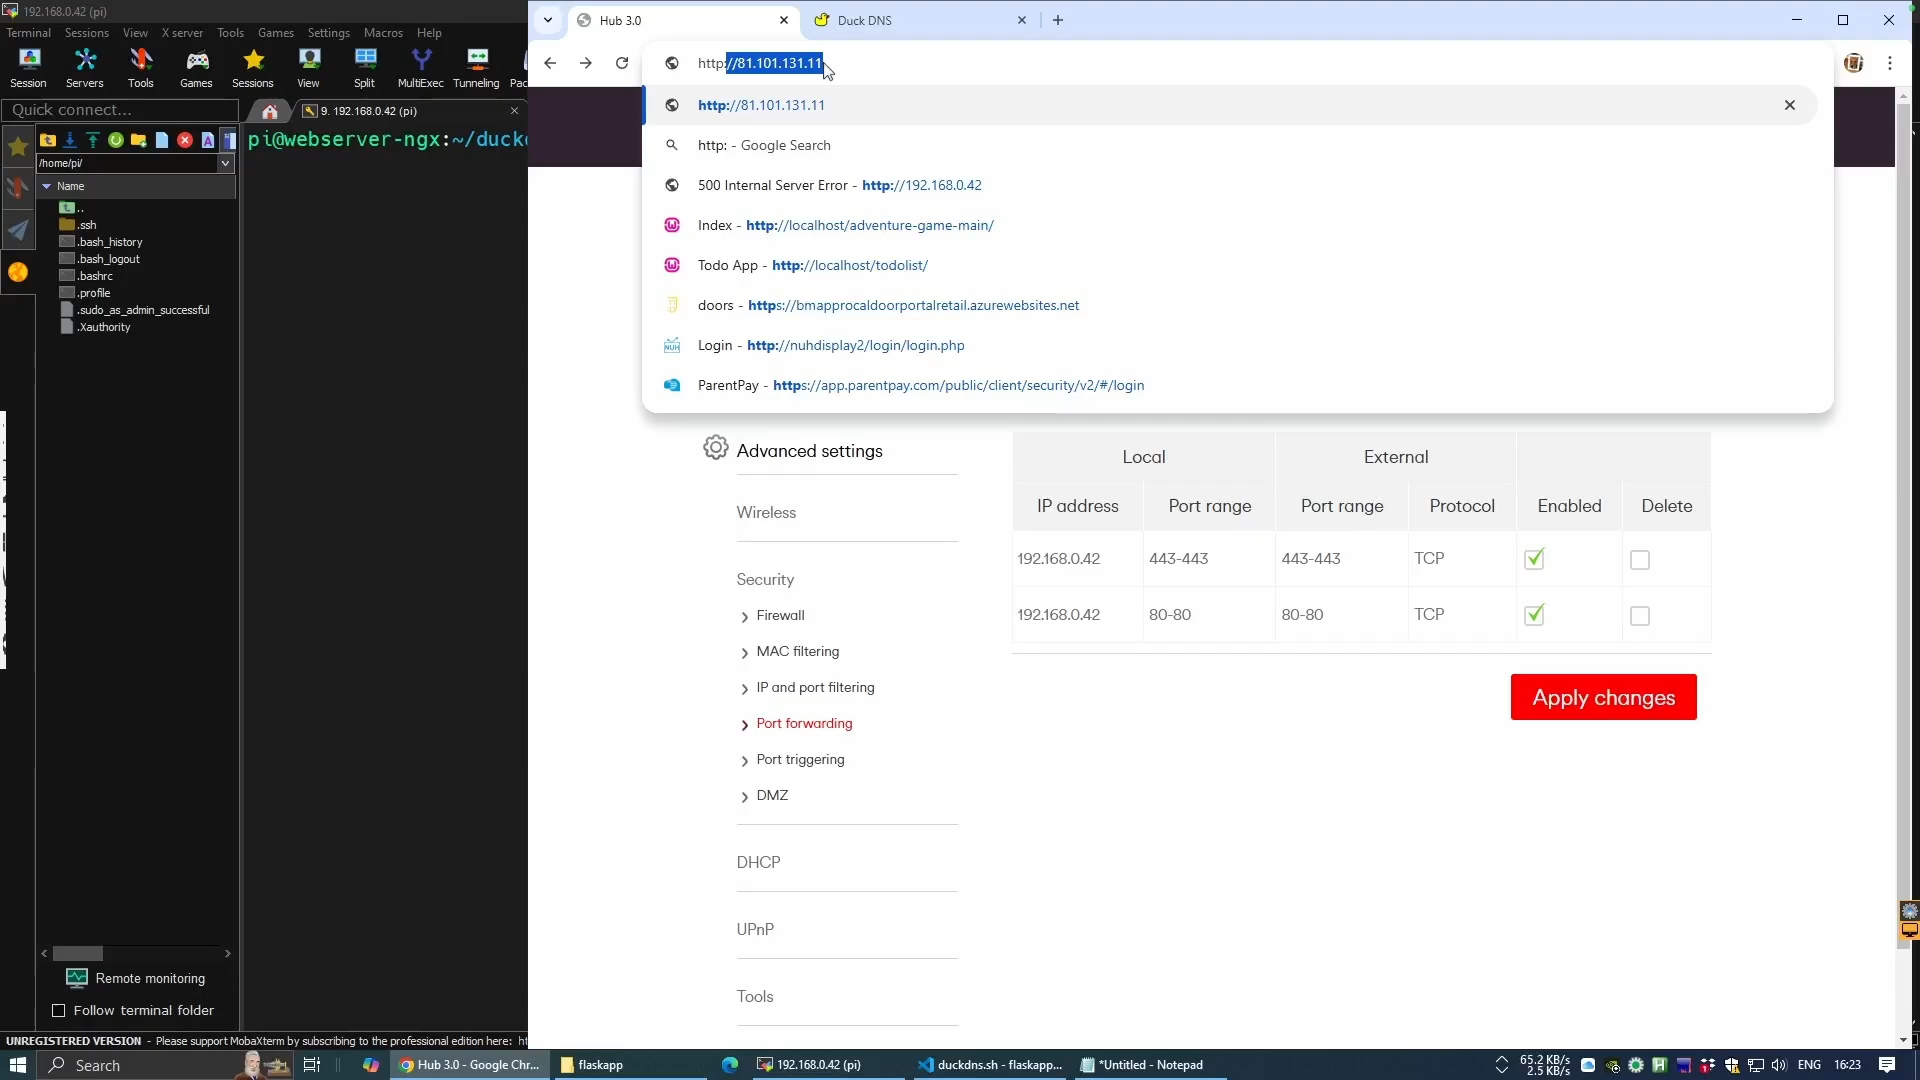 192.168.0.42 (pi)
Terminal Sessions View X server Tools Games Settings Macros Help
Session Servers Tools Games Sessions View Split MultiExec Tunneling Pac
Quick connect...
9. 192.168.0.42 (pi)
/home/pi/
Name
..
.ssh
.bash_history
.bash_logout
.bashrc
.profile
.sudo_as_admin_successful
.Xauthority
Remote monitoring
Follow terminal folder
UNREGISTERED VERSION - Please support MobaXterm by subscribing to the professional edition here: ht
pi@webserver-ngx:~/duck
Hub 3.0
Duck DNS
http://81.101.131.11
http://81.101.131.11
http: - Google Search
500 Internal Server Error - http://192.168.0.42
Index - http://localhost/adventure-game-main/
Todo App - http://localhost/todolist/
doors - https://bmapprocaldoorportalretail.azurewebsites.net
NUH
Login - http://nuhdisplay2/login/login.php
ParentPay - https://app.parentpay.com/public/client/security/v2/#/login
Advanced settings
Wireless
Security
Firewall
MAC filtering
IP and port filtering
Port forwarding
Port triggering
DMZ
DHCP
UPnP
Tools
Local External
IP address Port range Port range Protocol Enabled Delete
192.168.0.42 443-443 443-443 TCP
192.168.0.42 80-80 80-80 TCP
Apply changes
Search
Hub 3.0 - Google Chr...
flaskapp
192.168.0.42 (pi)
duckdns.sh - flaskapp...
*Untitled - Notepad
65.2 KB/s
2.5 KB/s
ENG
16:23